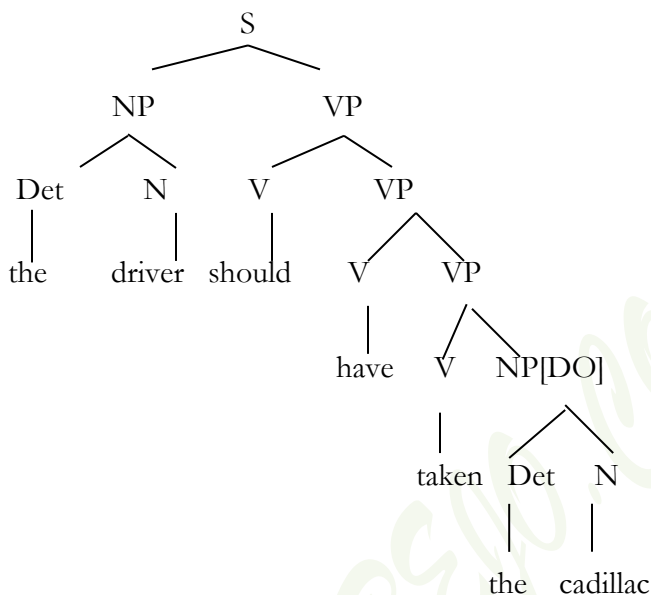 S
NP VP
Det N V VP
the driver should V VP
have V NP[DO]
taken Det N
the cadillac